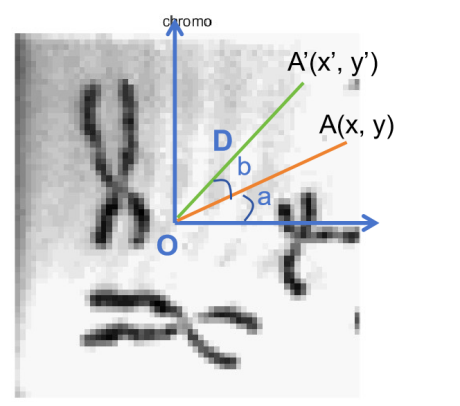 chromo
A’(x’, y’)
A(x, y)
D
b
a
O